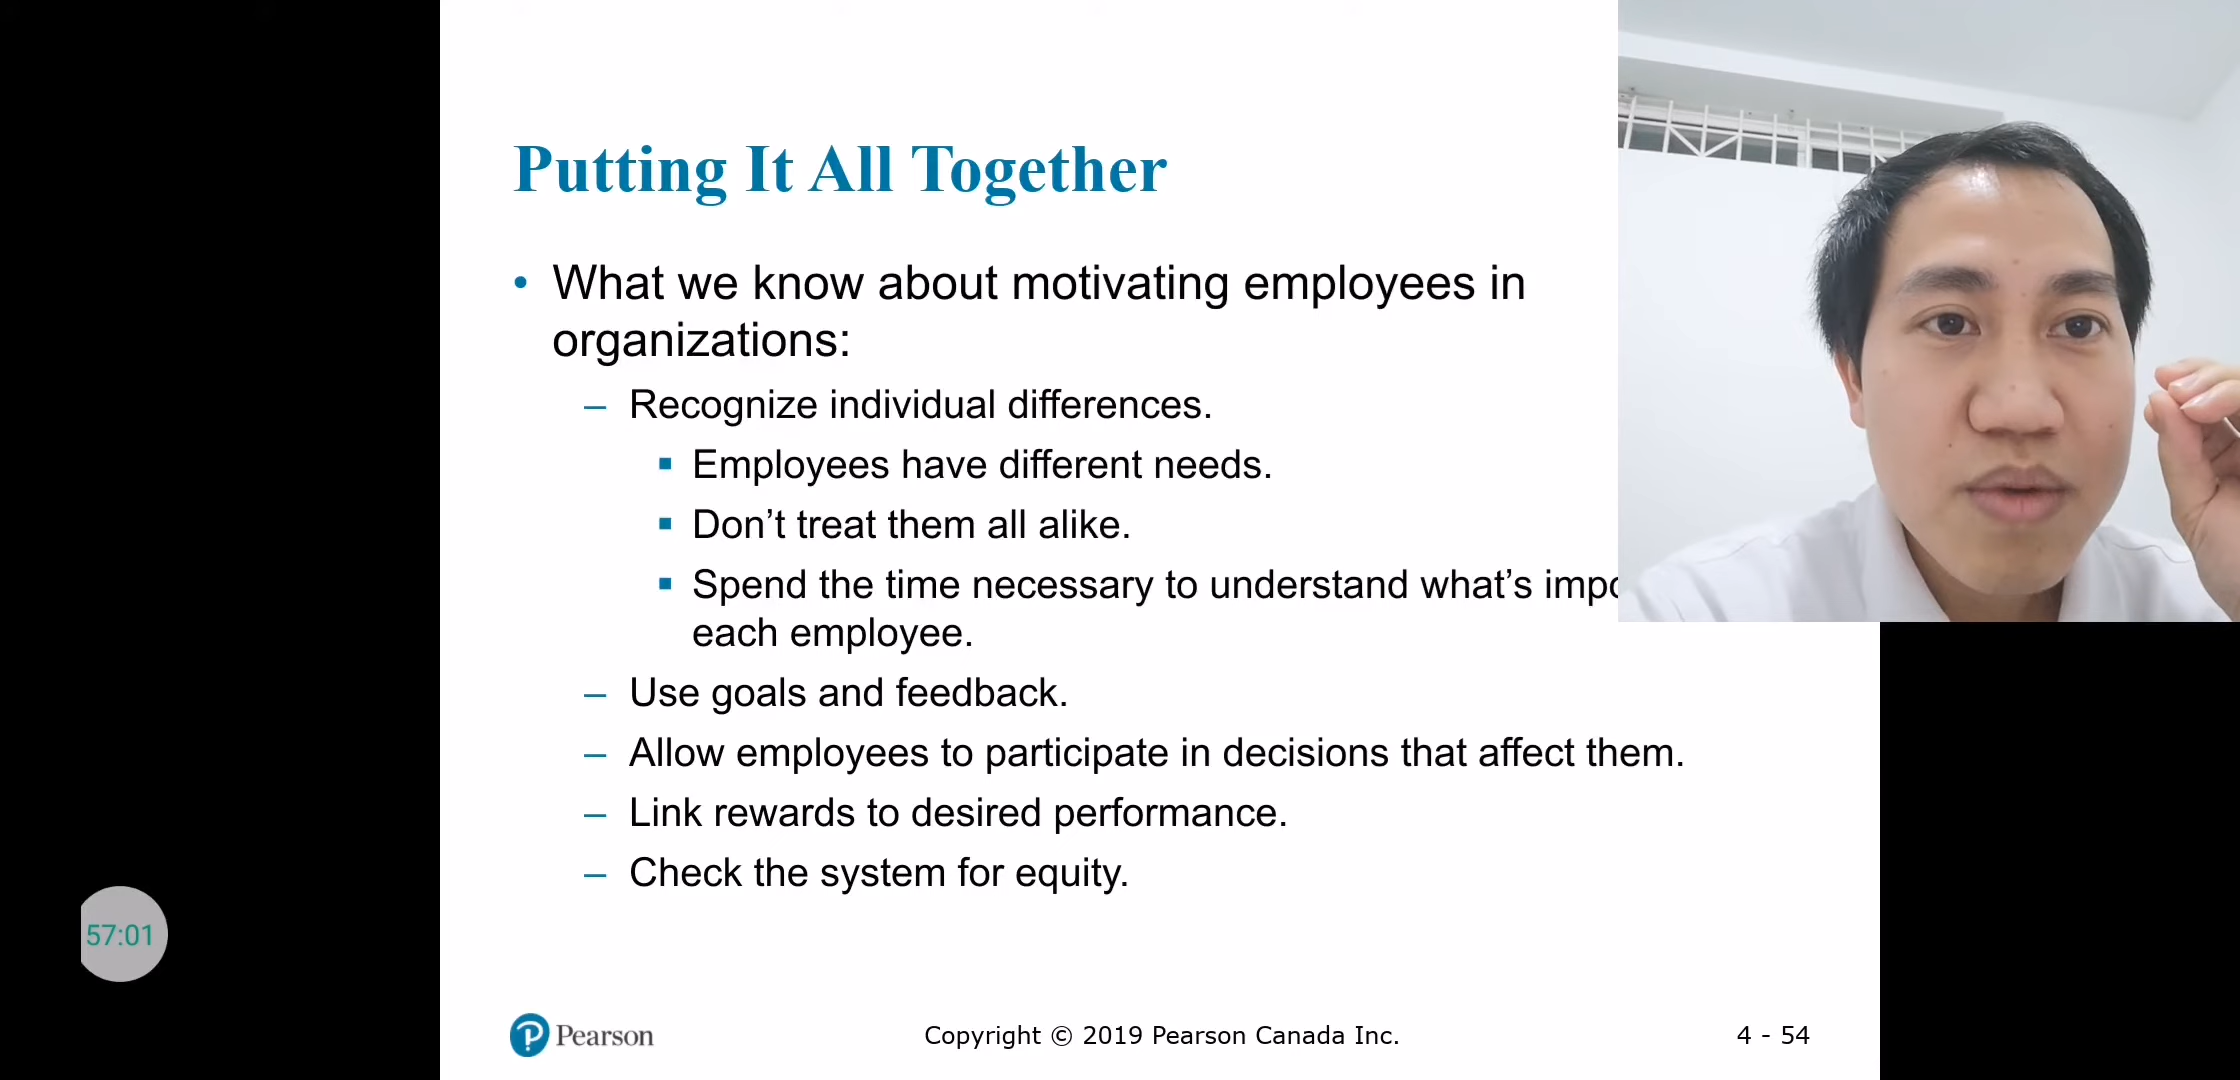 Putting It All Together
• What we know about motivating employees in
organizations:
– Recognize individual differences.
▪ Employees have different needs.
▪ Don’t treat them all alike.
▪ Spend the time necessary to understand what’s
each employee.
– Use goals and feedback.
– Allow employees to participate in decisions that affect them.
– Link rewards to desired performance.
– Check the system for equity.
57:01
Pearson
Copyright © 2019 Pearson Canada Inc.
4 - 54